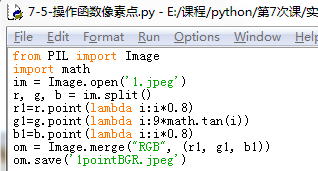 7-5-操作函数像素点.py - E:/课程/python/第7次课/实
File Edit Format Run Options Window Help
from PIL import Image
import math
im = Image.open('1.jpeg')
r, g, b = im.split()
r1=r.point(lambda i:i*0.8)
g1=g.point(lambda i:9*math.tan(i))
b1=b.point(lambda i:i*0.8)
om = Image.merge("RGB", (r1, g1, b1))
om.save('1pointBGR.jpeg')